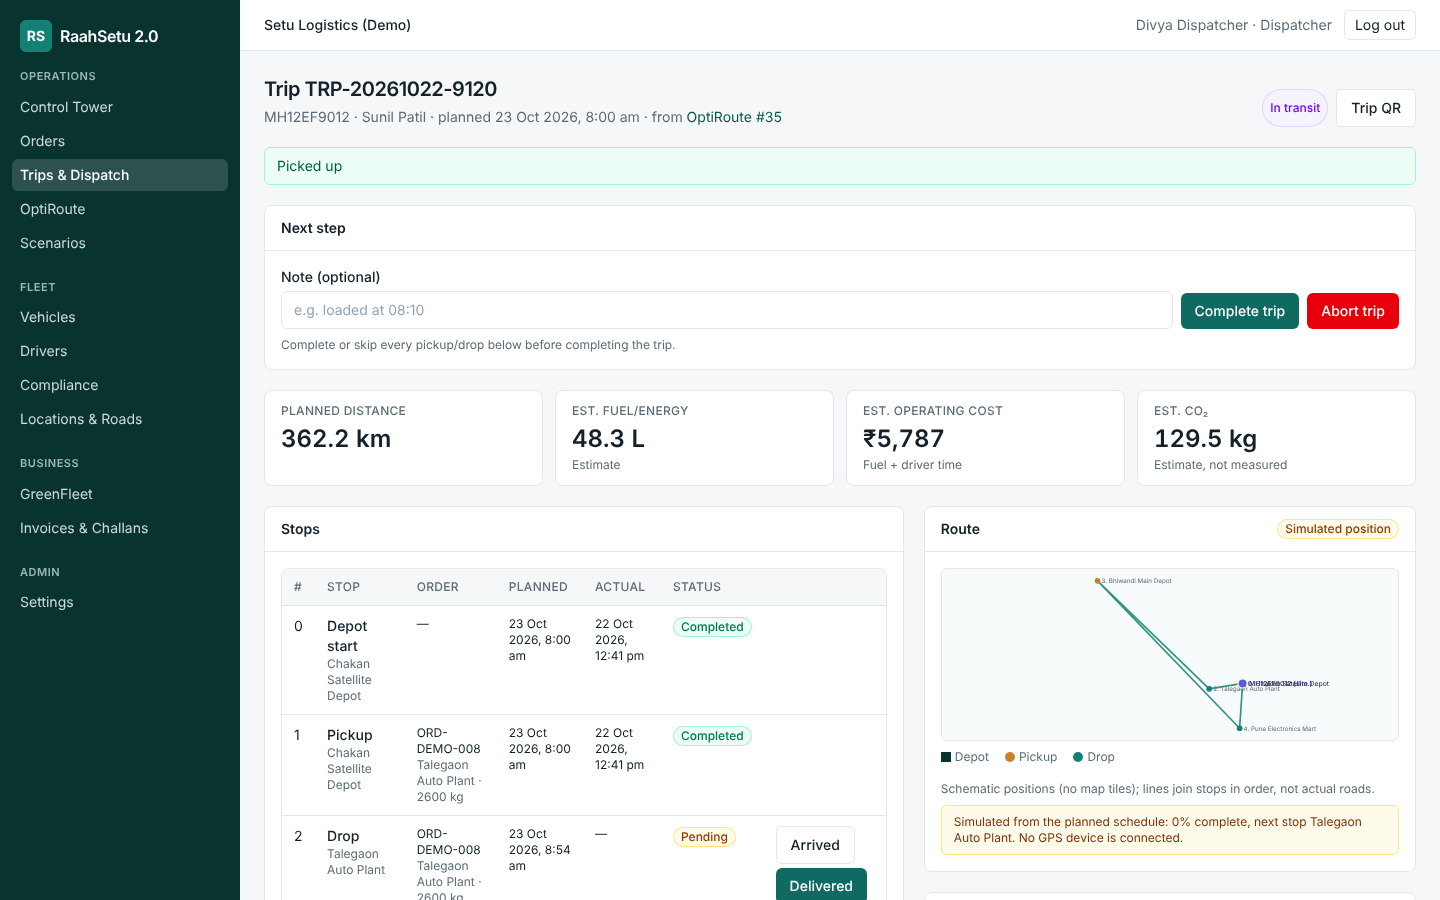 RS RaahSetu 2.0
OPERATIONS
Control Tower
Orders
Trips & Dispatch
OptiRoute
Scenarios
FLEET
Vehicles
Drivers
Compliance
Locations & Roads
BUSINESS
GreenFleet
Invoices & Challans
ADMIN
Settings
Setu Logistics (Demo)
Divya Dispatcher · Dispatcher
Log out
Trip TRP-20261022-9120
MH12EF9012 · Sunil Patil · planned 23 Oct 2026, 8:00 am · from OptiRoute #35
In transit
Trip QR
Picked up
Next step
Note (optional)
e.g. loaded at 08:10
Complete trip
Abort trip
Complete or skip every pickup/drop below before completing the trip.
PLANNED DISTANCE
362.2 km
EST. FUEL/ENERGY
48.3 L
Estimate
EST. OPERATING COST
₹5,787
Fuel + driver time
EST. CO₂
129.5 kg
Estimate, not measured
Stops
# STOP ORDER PLANNED ACTUAL STATUS
0
Depot
start
Chakan
Satellite
Depot
—
23 Oct
2026, 8:00
am
22 Oct
2026,
12:41 pm
Completed
1
Pickup
Chakan
Satellite
Depot
ORD-
DEMO-008
Talegaon
Auto Plant ·
2600 kg
23 Oct
2026, 8:00
am
22 Oct
2026,
12:41 pm
Completed
2
Drop
Talegaon
Auto Plant
ORD-
DEMO-008
Talegaon
Auto Plant ·
2600 kg
23 Oct
2026, 8:54
am
—
Pending
Arrived
Delivered
Route
Simulated position
3. Bhiwandi Main Depot
2. Talegaon Auto Plant
4. Pune Electronics Mart
Depot
Pickup
Drop
Schematic positions (no map tiles); lines join stops in order, not actual roads.
Simulated from the planned schedule: 0% complete, next stop Talegaon
Auto Plant. No GPS device is connected.